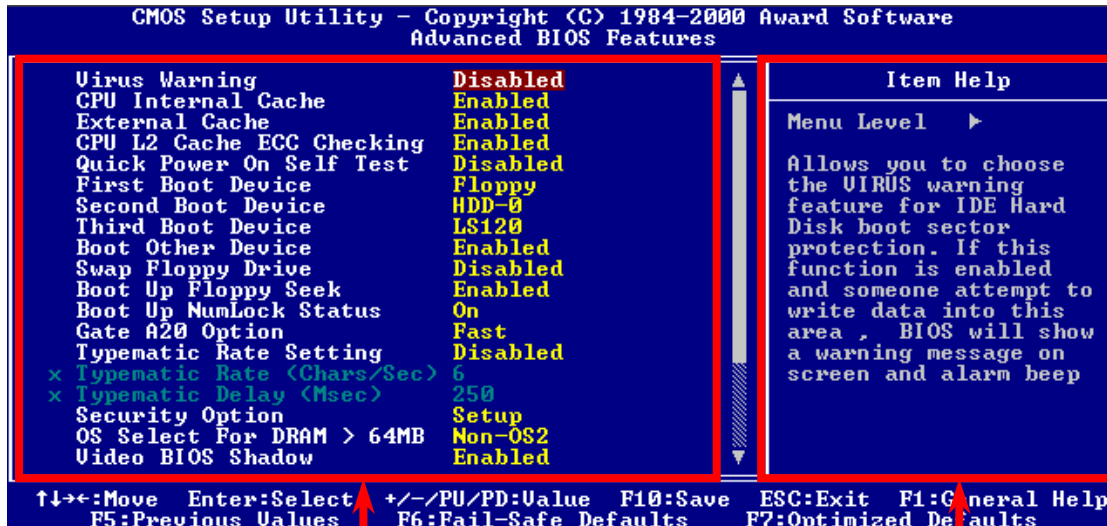 CMOS Setup Utility – Copyright (C) 1984–2000 Award Software
Advanced BIOS Features
Virus Warning Disabled
CPU Internal Cache Enabled
External Cache Enabled
CPU L2 Cache ECC Checking Enabled
Quick Power On Self Test Disabled
First Boot Device Floppy
Second Boot Device HDD-0
Third Boot Device LS120
Boot Other Device Enabled
Swap Floppy Drive Disabled
Boot Up Floppy Seek Enabled
Boot Up NumLock Status On
Gate A20 Option Fast
Typematic Rate Setting Disabled
x Typematic Rate (Chars/Sec) 6
x Typematic Delay (Msec) 250
Security Option Setup
OS Select For DRAM > 64MB Non-OS2
Video BIOS Shadow Enabled
Item Help
Menu Level ▶
Allows you to choose
the VIRUS warning
feature for IDE Hard
Disk boot sector
protection. If this
function is enabled
and someone attempt to
write data into this
area , BIOS will show
a warning message on
screen and alarm beep
↑↓→←:Move Enter:Select +/-/PU/PD:Value F10:Save ESC:Exit F1:General Help
F5:Previous Values F6:Fail-Safe Defaults F7:Optimized Defaults